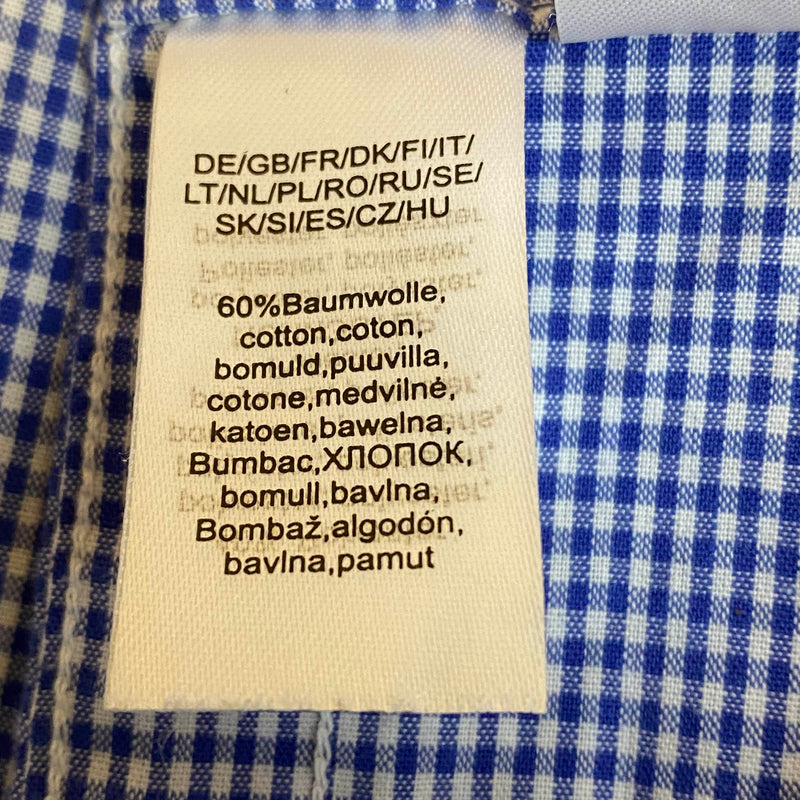 DE/GB/FR/DK/FI/IT/
LT/NL/PL/RO/RU/SE/
SK/SI/ES/CZ/HU
60%Baumwolle,
cotton,coton,
bomuld,puuvilla,
cotone,medvilnė,
katoen,bawelna,
Bumbac,ХЛОПОК,
bomull,bavlna,
Bombaž,algodón,
bavlna,pamut